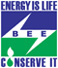 ENERGY IS LIFE
BEE
CONSERVE IT